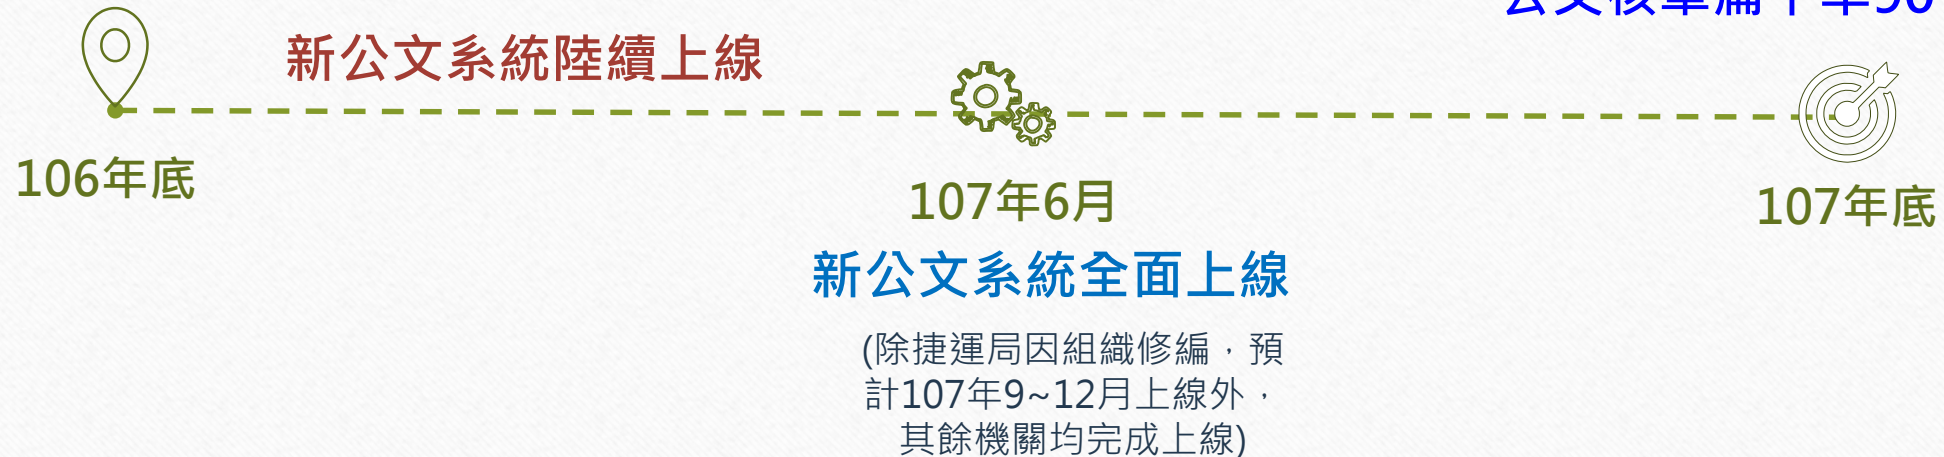 新公文系統陸續上線
106年底
107年6月
107年底
新公文系統全面上線
(除捷運局因組織修編，預
計107年9~12月上線外，
其餘機關均完成上線)